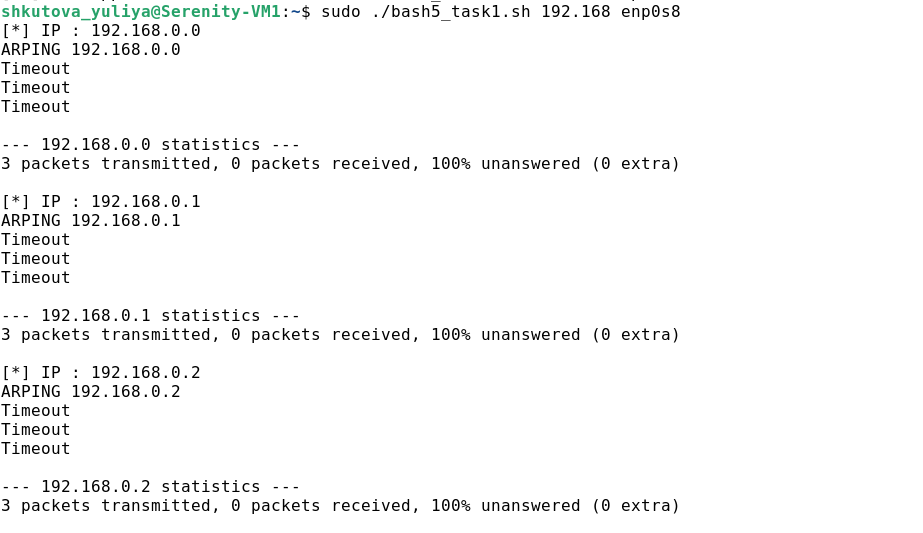 shkutova_yuliya@Serenity-VM1:~$ sudo ./bash5_task1.sh 192.168 enp0s8
[*] IP : 192.168.0.0
ARPING 192.168.0.0
Timeout
Timeout
Timeout
--- 192.168.0.0 statistics ---
3 packets transmitted, 0 packets received, 100% unanswered (0 extra)
[*] IP : 192.168.0.1
ARPING 192.168.0.1
Timeout
Timeout
Timeout
--- 192.168.0.1 statistics ---
3 packets transmitted, 0 packets received, 100% unanswered (0 extra)
[*] IP : 192.168.0.2
ARPING 192.168.0.2
Timeout
Timeout
Timeout
--- 192.168.0.2 statistics ---
3 packets transmitted, 0 packets received, 100% unanswered (0 extra)